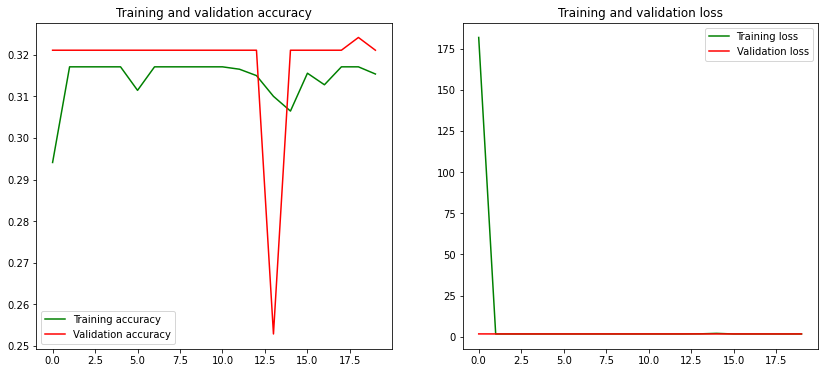 Training and validation accuracy
0.32
0.31
0.30
0.29
0.28
0.27
0.26
0.25
Training accuracy
Validation accuracy
0.0 2.5 5.0 7.5 10.0 12.5 15.0 17.5
Training and validation loss
175
150
125
100
75
50
25
0
Training loss
Validation loss
0.0 2.5 5.0 7.5 10.0 12.5 15.0 17.5